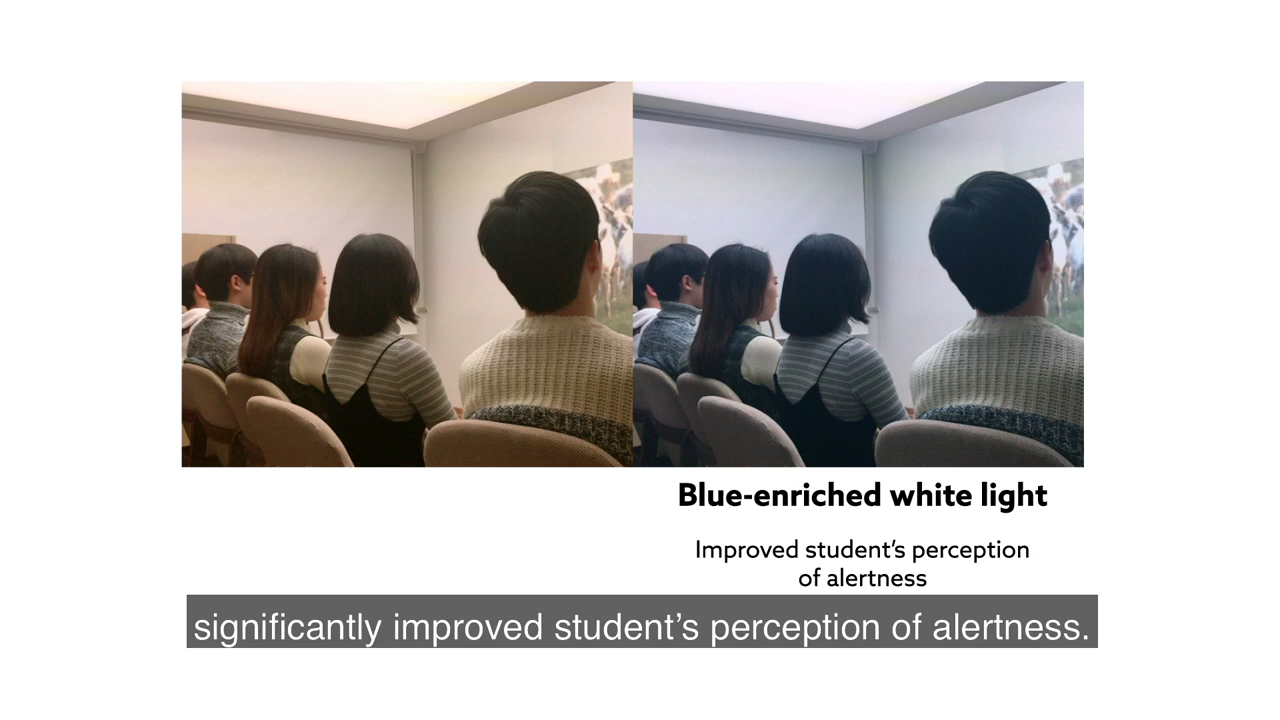 Blue-enriched white light
Improved student’s perception
of alertness
significantly improved student’s perception of alertness.